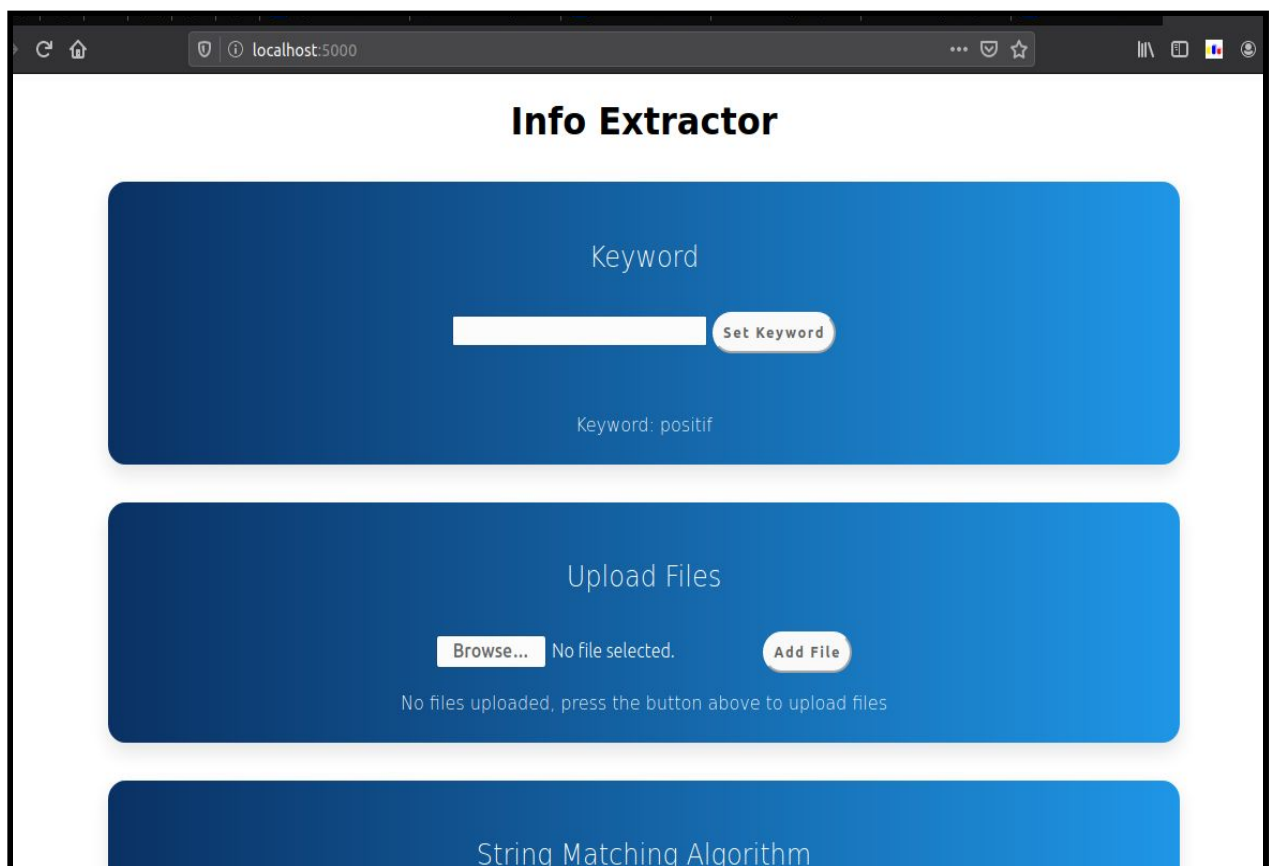 localhost:5000
Info Extractor
Keyword
Set Keyword
Keyword: positif
Upload Files
Browse... No file selected. Add File
No files uploaded, press the button above to upload files
String Matching Algorithm